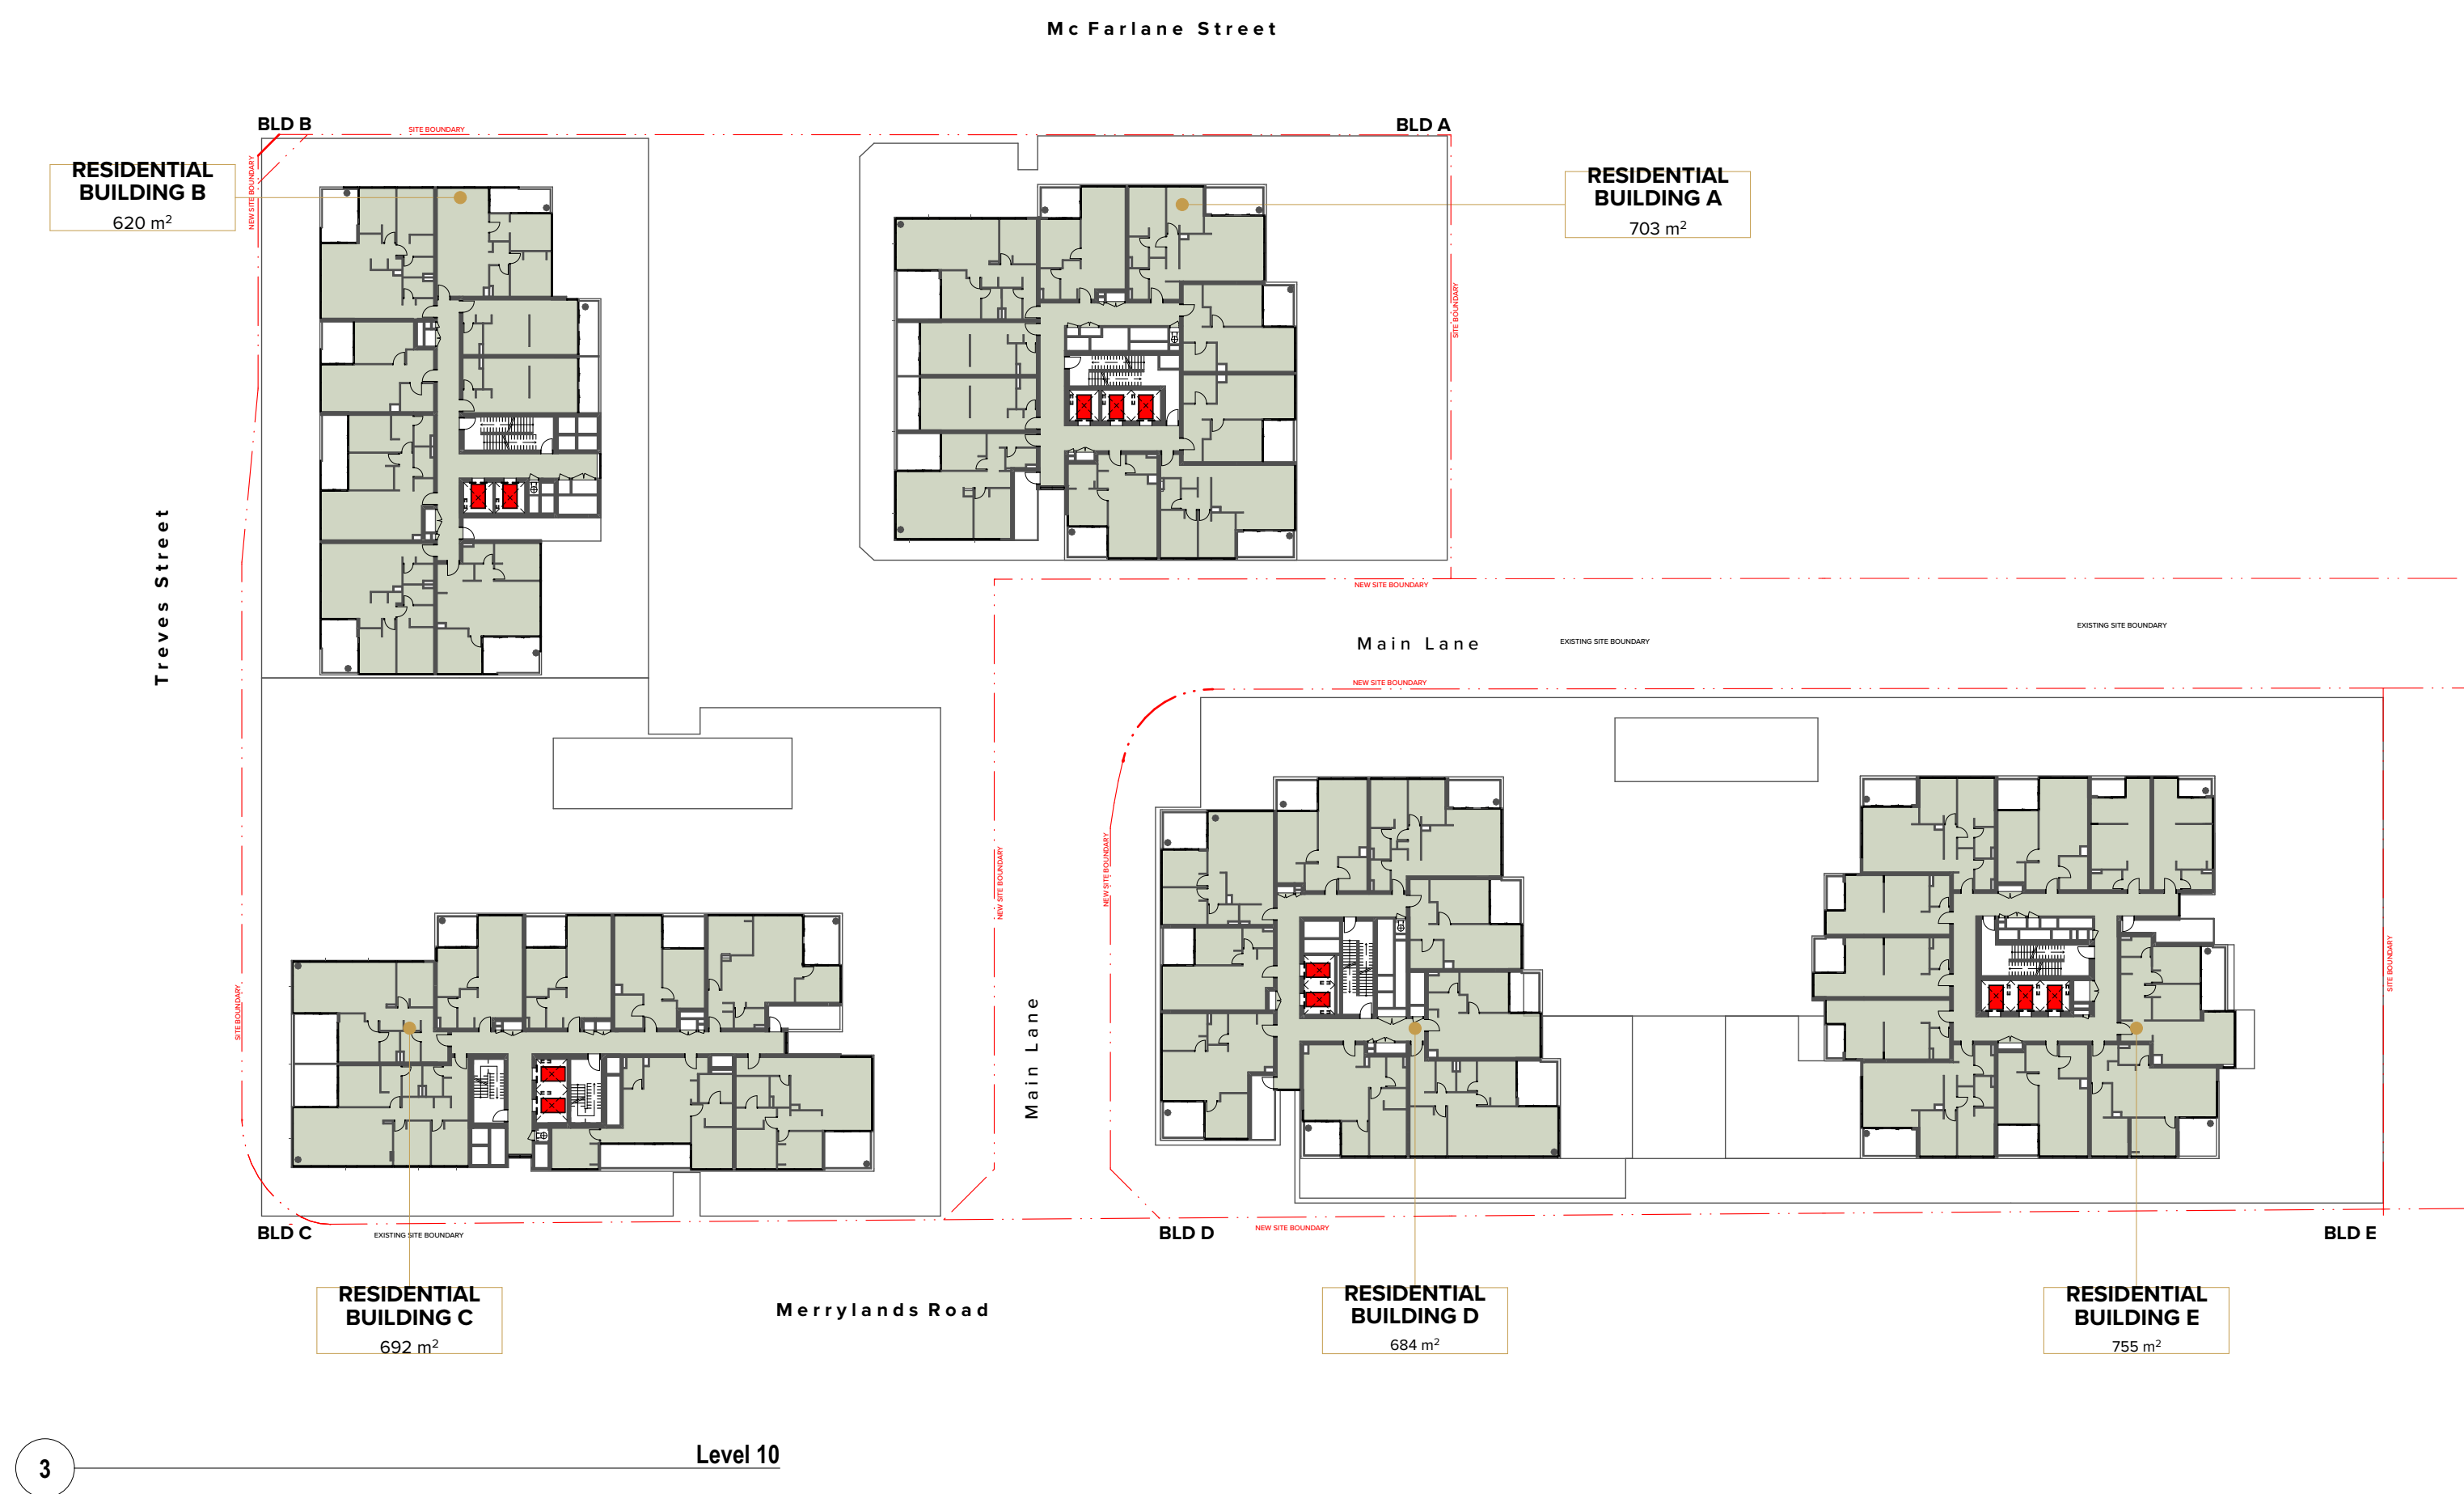 Mc Farlane Street
BLD B
SITE BOUNDARY
BLD A
RESIDENTIAL
BUILDING B
620 m²
NEW SITE BOUNDARY
RESIDENTIAL
BUILDING A
703 m²
SITE BOUNDARY
Treves Street
NEW SITE BOUNDARY
Main Lane
EXISTING SITE BOUNDARY
EXISTING SITE BOUNDARY
NEW SITE BOUNDARY
NEW SITE BOUNDARY
NEW SITE BOUNDARY
SITE BOUNDARY
SITE BOUNDARY
Main Lane
BLD C
EXISTING SITE BOUNDARY
BLD D
NEW SITE BOUNDARY
BLD E
RESIDENTIAL
BUILDING C
692 m²
Merrylands Road
RESIDENTIAL
BUILDING D
684 m²
RESIDENTIAL
BUILDING E
755 m²
3
Level 10